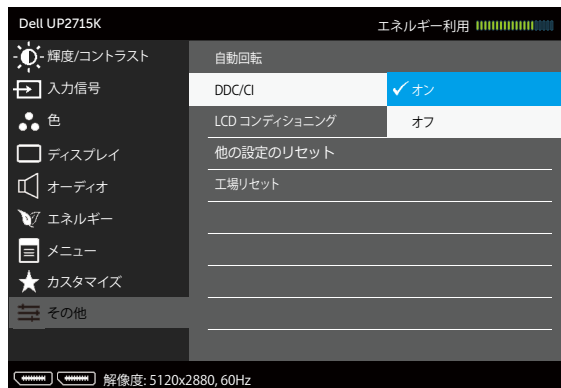 Dell UP2715K
エネルギー利用
輝度/コントラスト
入力信号
色
ディスプレイ
オーディオ
エネルギー
メニュー
カスタマイズ
その他
自動回転
DDC/CI
オン
LCD コンディショニング
オフ
他の設定のリセット
工場リセット
解像度: 5120x2880, 60Hz